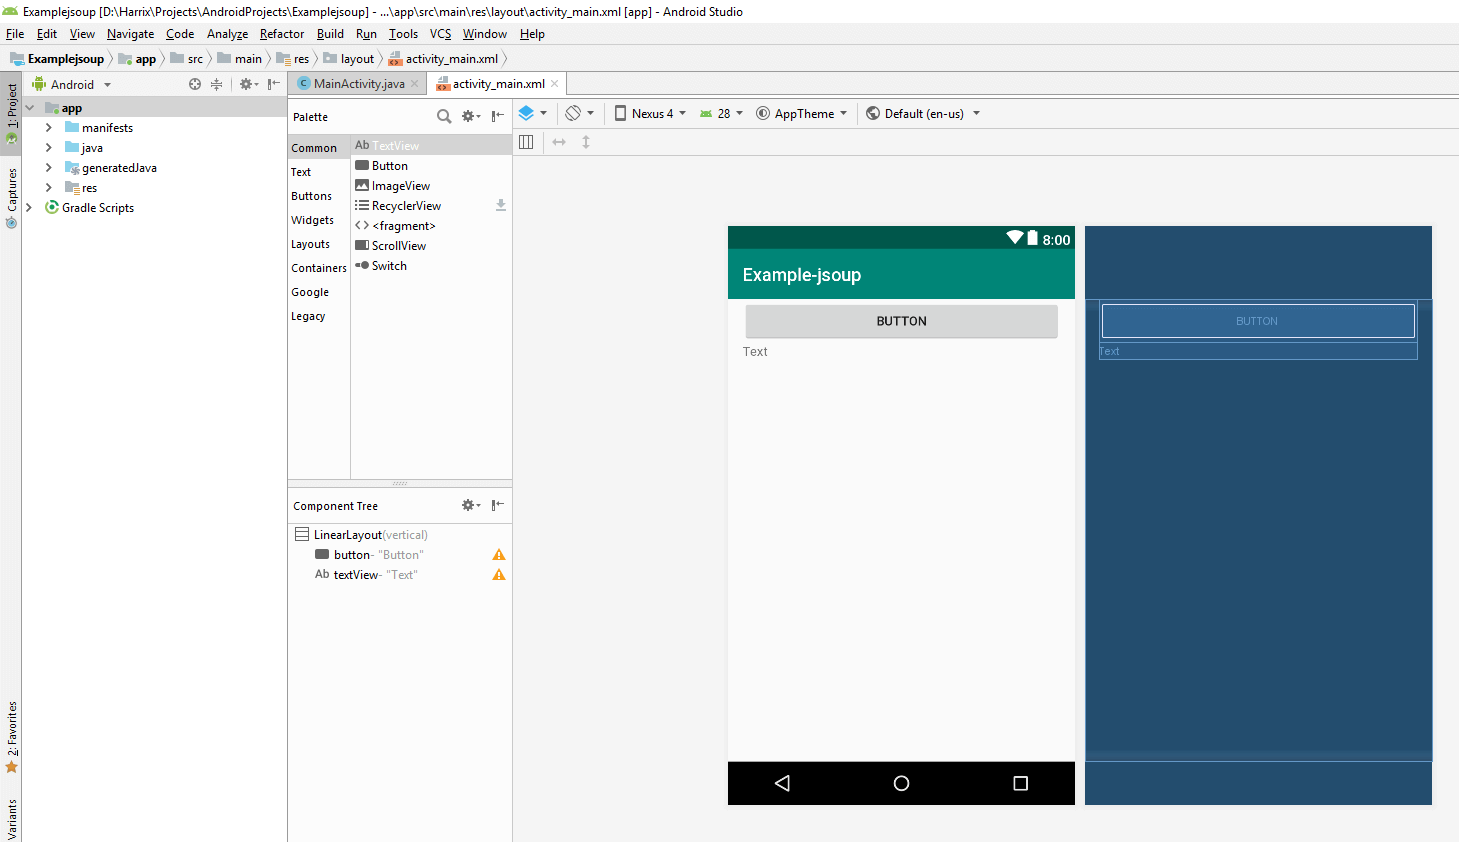 Examplejsoup [D:\Harrix\Projects\AndroidProjects\Examplejsoup] - ...\app\src\main\res\layout\activity_main.xml [app] - Android Studio
File Edit View Navigate Code Analyze Refactor Build Run Tools VCS Window Help
Examplejsoup app src main res layout activity_main.xml
1: Project
Captures
2: Favorites
Variants
Android
app
manifests
java
generatedJava
res
Gradle Scripts
MainActivity.java activity_main.xml
Palette
Common
Text
Buttons
Widgets
Layouts
Containers
Google
Legacy
Ab TextView
Button
ImageView
RecyclerView
<fragment>
ScrollView
Switch
Component Tree
LinearLayout(vertical)
button- "Button"
Ab textView- "Text"
Nexus 4 28 AppTheme Default (en-us)
8:00
Example-jsoup
BUTTON
Text
BUTTON
Text